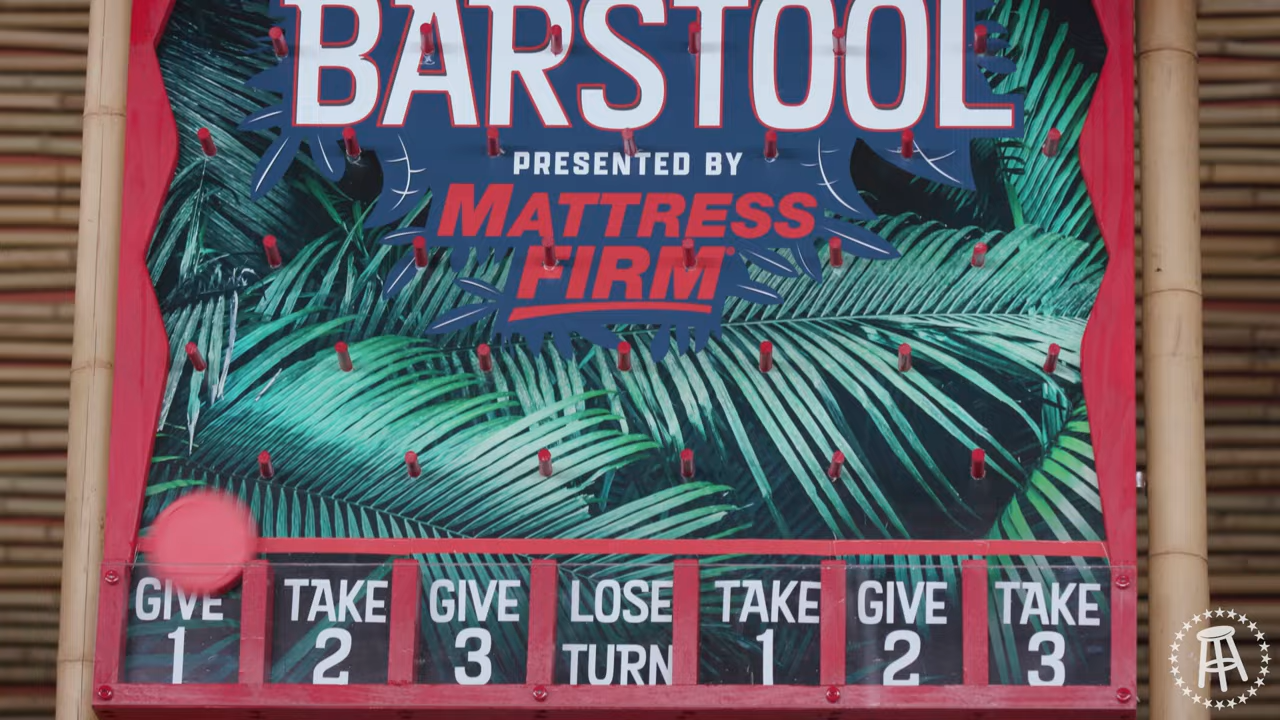 BARSTOOL
PRESENTED BY
MATTRESS
FIRM
GIVE TAKE GIVE LOSE TAKE GIVE TAKE
1 2 3 TURN 1 2 3